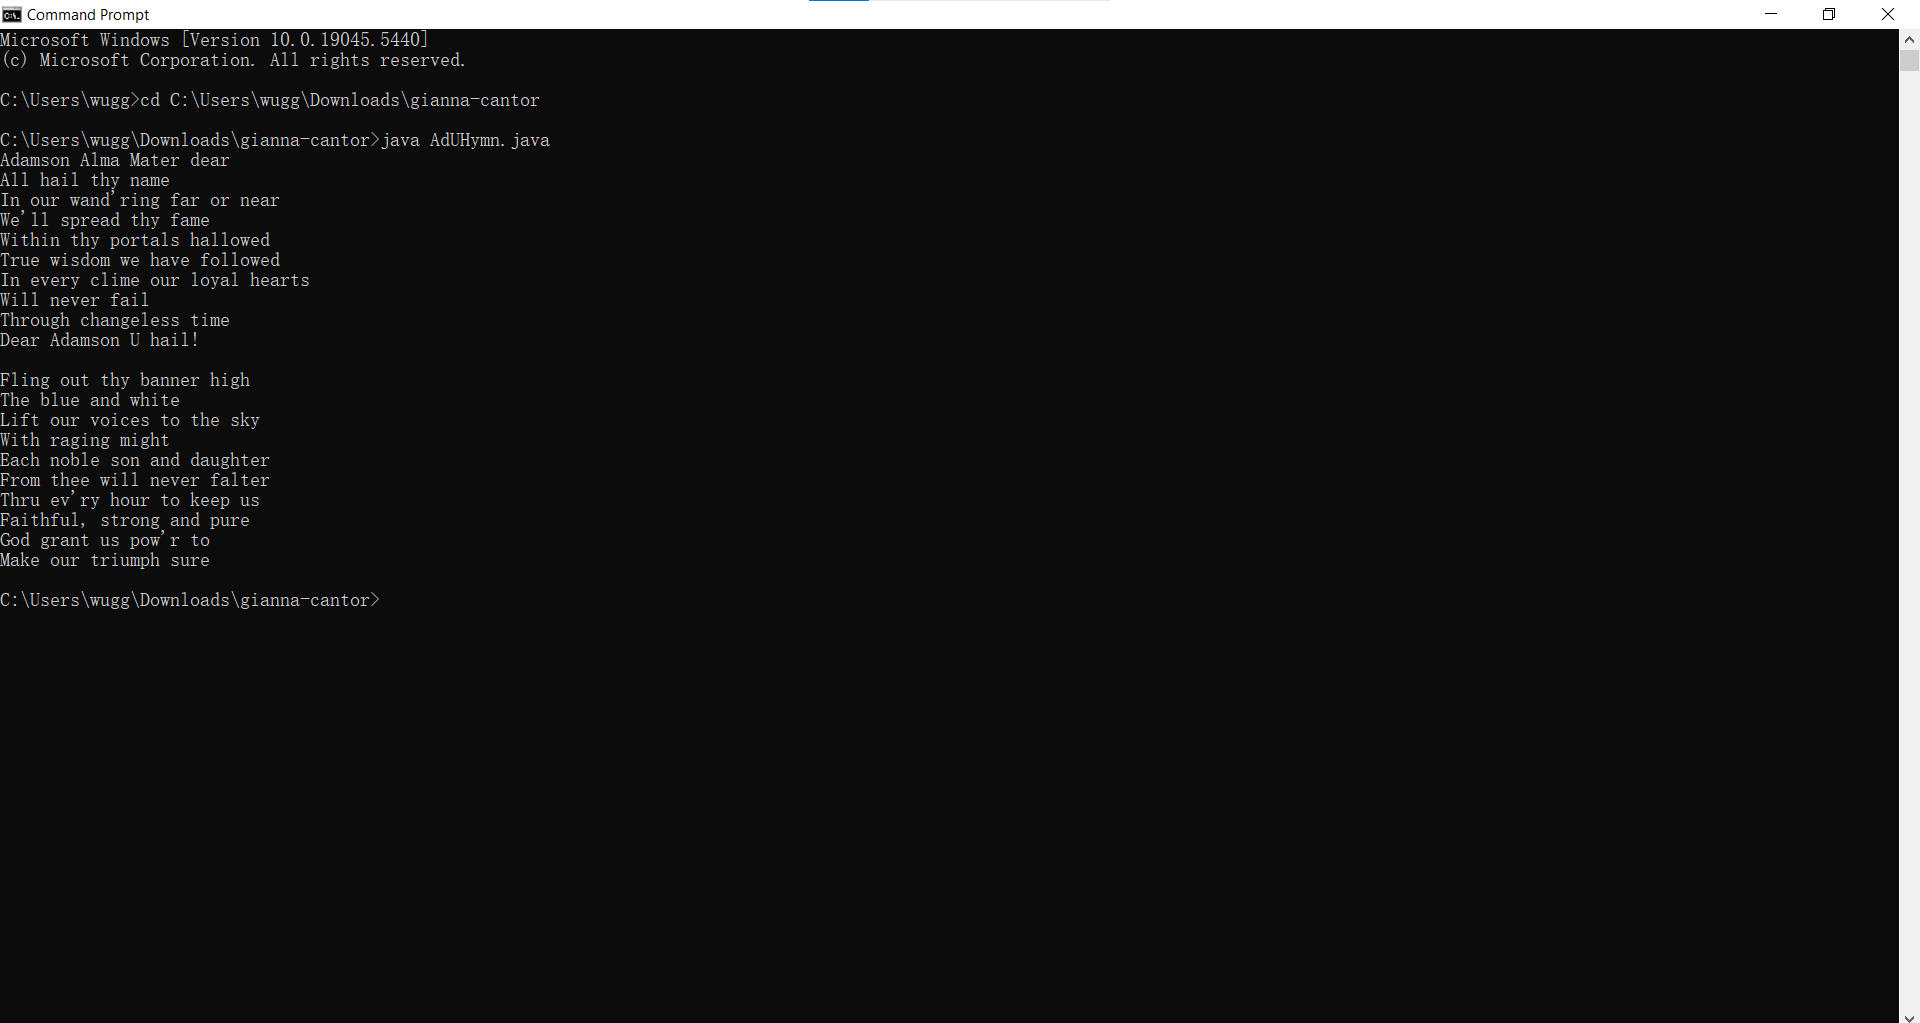 Command Prompt
Microsoft Windows [Version 10.0.19045.5440]
(c) Microsoft Corporation. All rights reserved.
C:\Users\wugg>cd C:\Users\wugg\Downloads\gianna-cantor
C:\Users\wugg\Downloads\gianna-cantor>java AdUHymn.java
Adamson Alma Mater dear
All hail thy name
In our wand'ring far or near
We'll spread thy fame
Within thy portals hallowed
True wisdom we have followed
In every clime our loyal hearts
Will never fail
Through changeless time
Dear Adamson U hail!
Fling out thy banner high
The blue and white
Lift our voices to the sky
With raging might
Each noble son and daughter
From thee will never falter
Thru ev'ry hour to keep us
Faithful, strong and pure
God grant us pow'r to
Make our triumph sure
C:\Users\wugg\Downloads\gianna-cantor>